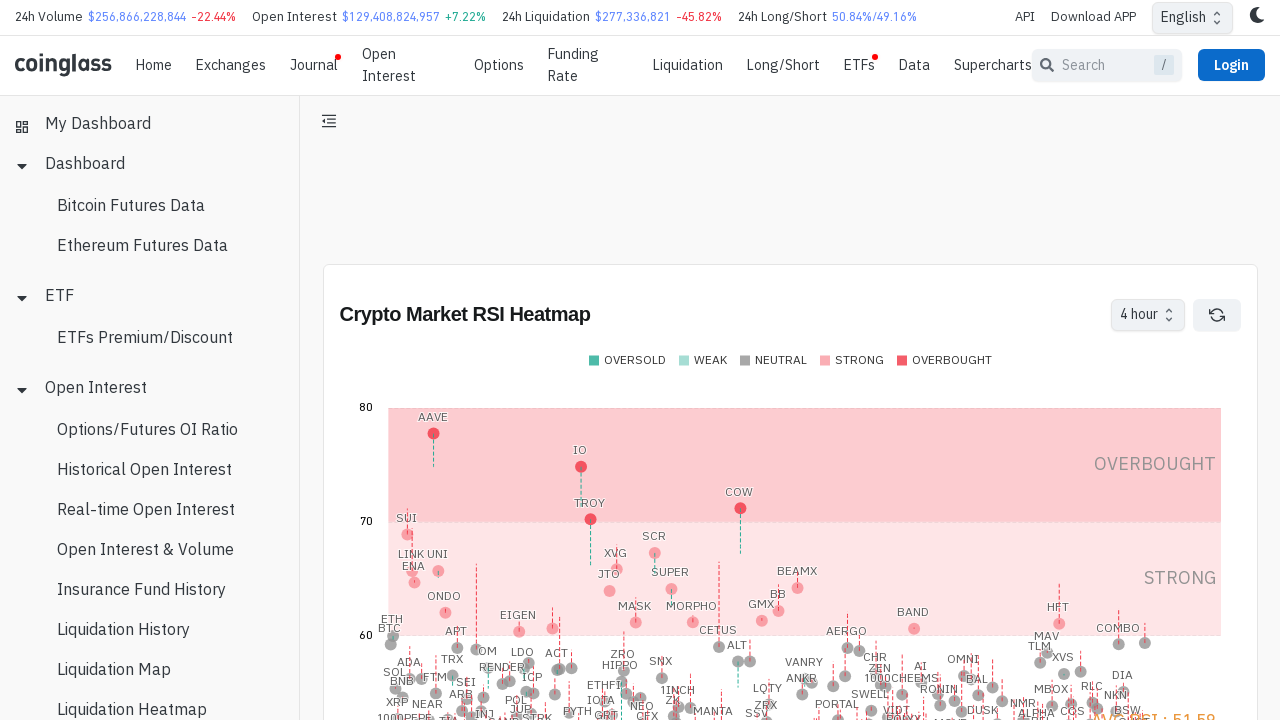 24h Volume $256,866,228,844 -22.44% Open Interest $129,408,824,957 +7.22% 24h Liquidation $277,336,821 -45.82% 24h Long/Short 50.84%/49.16% API Download APP English
coinglass Home Exchanges Journal Open Interest Options Funding Rate Liquidation Long/Short ETFs Data Supercharts Search / Login
My Dashboard
Dashboard
Bitcoin Futures Data
Ethereum Futures Data
ETF
ETFs Premium/Discount
Open Interest
Options/Futures OI Ratio
Historical Open Interest
Real-time Open Interest
Open Interest & Volume
Insurance Fund History
Liquidation History
Liquidation Map
Liquidation Heatmap
Crypto Market RSI Heatmap 4 hour
OVERSOLD WEAK NEUTRAL STRONG OVERBOUGHT
80
AAVE
IO
OVERBOUGHT
COW
TROY
70
SUI
SCR
LINK UNI XVG
ENA JTO SUPER BEAMX
STRONG
ONDO BB
MASK MORPHO GMX HFT
EIGEN BAND
ETH
BTC APT CETUS AERGO COMBO
60
MAV
ALT TLM
ADA TRX OM LDO ACT ZRO SNX VANRY CHR AI OMNI XVS
SOL RENDER HIPPO ZEN
BNB FTM SEI ICP ETHFI ANKR 1000CHEEMS BAL DIA
ARB 1INCH LQTY SWELL RONIN MBOX RLC
XRP NEAR POL IOTA ZK ZRX PORTAL NMR NKN
JUP PYTH NEO MANTA VIDT DUSK CGS BSW
1000PEPE INJ STRK GRT CFX ALPHA